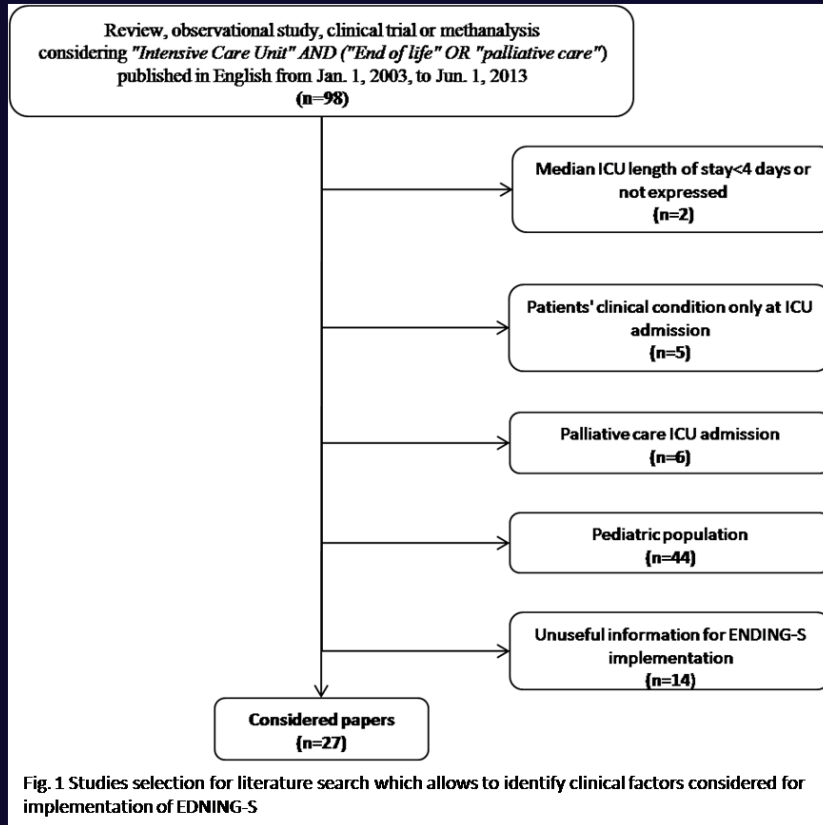 Review, observational study, clinical trial or methanalysis
considering "Intensive Care Unit" AND ("End of life" OR "palliative care")
published in English from Jan. 1, 2003, to Jun. 1, 2013
(n=98)
Median ICU length of stay<4 days or
not expressed
(n=2)
Patients' clinical condition only at ICU
admission
(n=5)
Palliative care ICU admission
(n=6)
Pediatric population
(n=44)
Unuseful information for ENDING-S
implementation
(n=14)
Considered papers
(n=27)
Fig. 1 Studies selection for literature search which allows to identify clinical factors considered for
implementation of EDNING-S